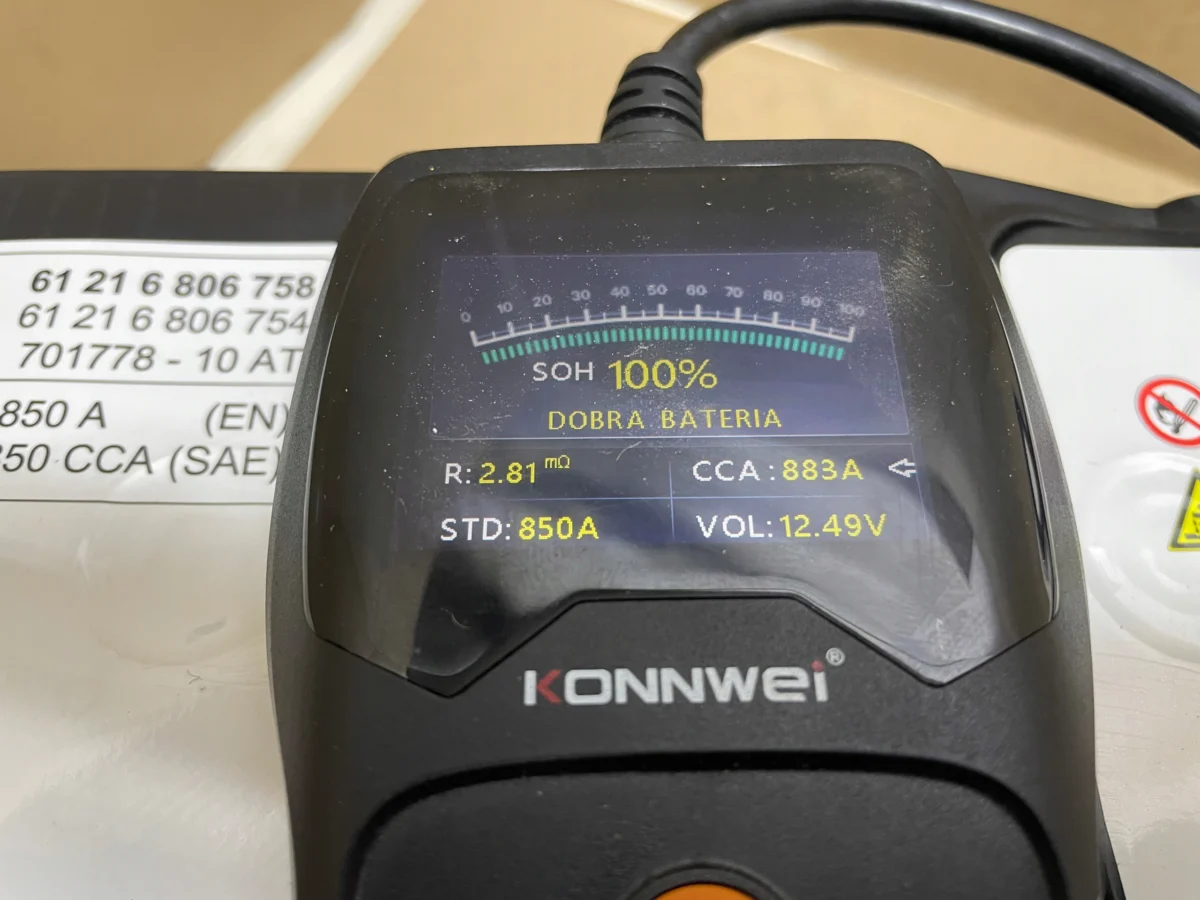 61 21 6 806 758
61 21 6 806 754
701778 - 10 AT
850 A (EN)
850 CCA (SAE)
0 10 20 30 40 50 60 70 80 90 100
SOH 100%
DOBRA BATERIA
R: 2.81 mΩ
CCA : 883A
STD: 850A
VOL: 12.49V
KONNWEI®